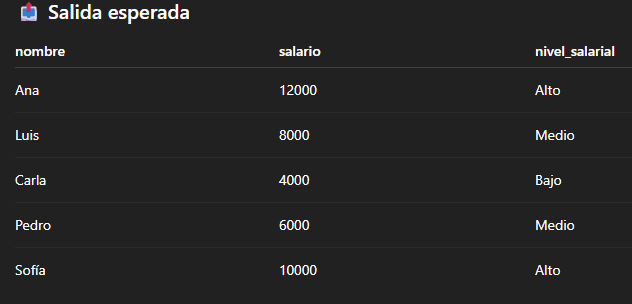 Salida esperada
nombre salario nivel_salarial
Ana 12000 Alto
Luis 8000 Medio
Carla 4000 Bajo
Pedro 6000 Medio
Sofía 10000 Alto